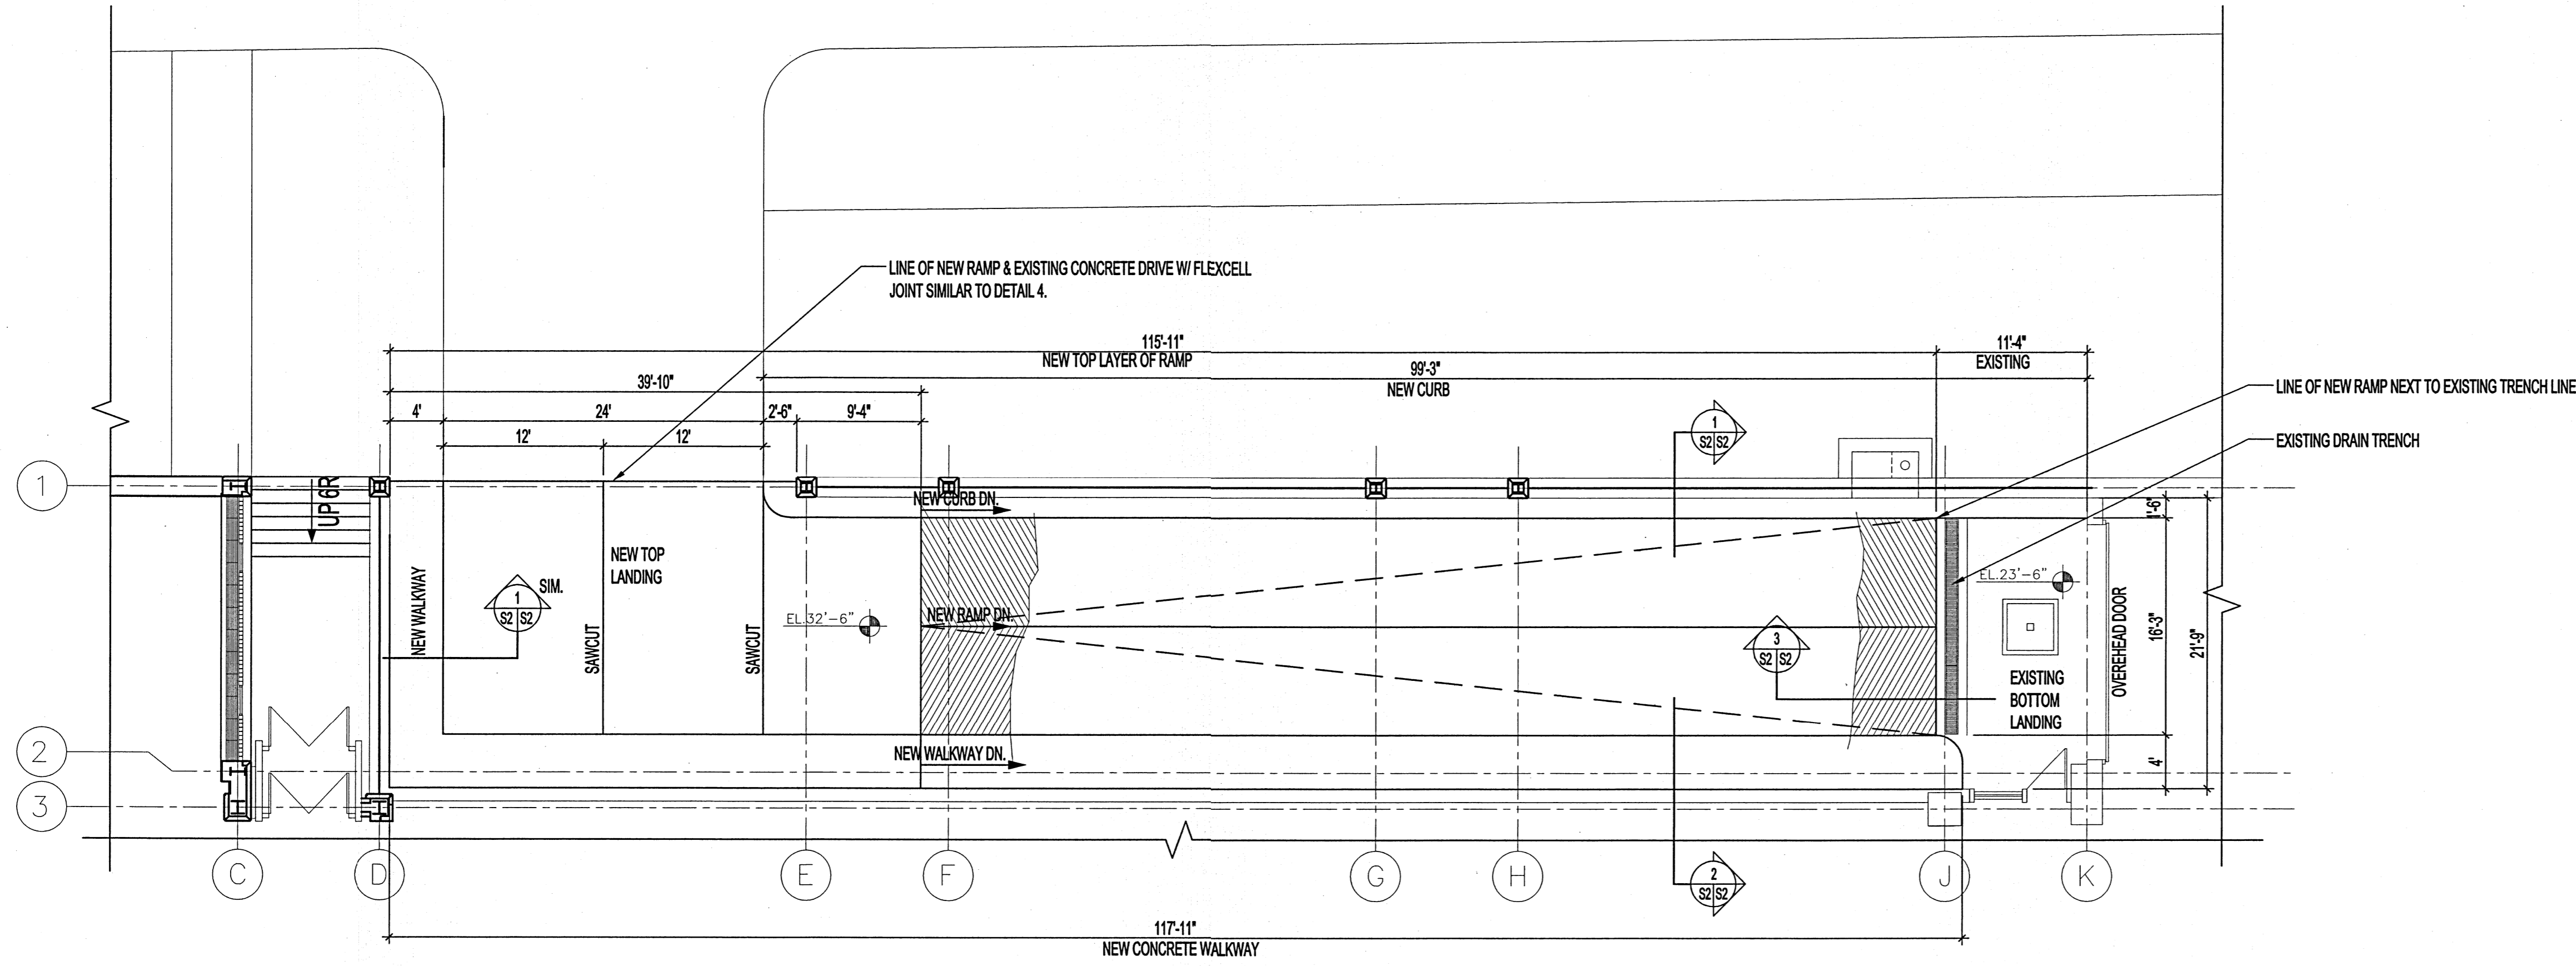 LINE OF NEW RAMP & EXISTING CONCRETE DRIVE W/ FLEXCELL
JOINT SIMILAR TO DETAIL 4.
115'-11"
NEW TOP LAYER OF RAMP
11'-4"
EXISTING
99'-3"
NEW CURB
39'-10"
4'
24'
2'-6"
9'-4"
12'
12'
LINE OF NEW RAMP NEXT TO EXISTING TRENCH LINE
EXISTING DRAIN TRENCH
1
S2 S2
1
UP 6R
NEW CURB DN.
1'-6"
NEW WALKWAY
1
S2 S2
SIM.
SAWCUT
NEW TOP
LANDING
SAWCUT
EL.32'-6"
NEW RAMP DN.
3
S2 S2
EL.23'-6"
EXISTING
BOTTOM
LANDING
OVEREHEAD DOOR
16'-3"
21'-9"
4'
NEW WALKWAY DN.
2
3
C
D
E
F
G
H
2
S2 S2
J
K
117'-11"
NEW CONCRETE WALKWAY